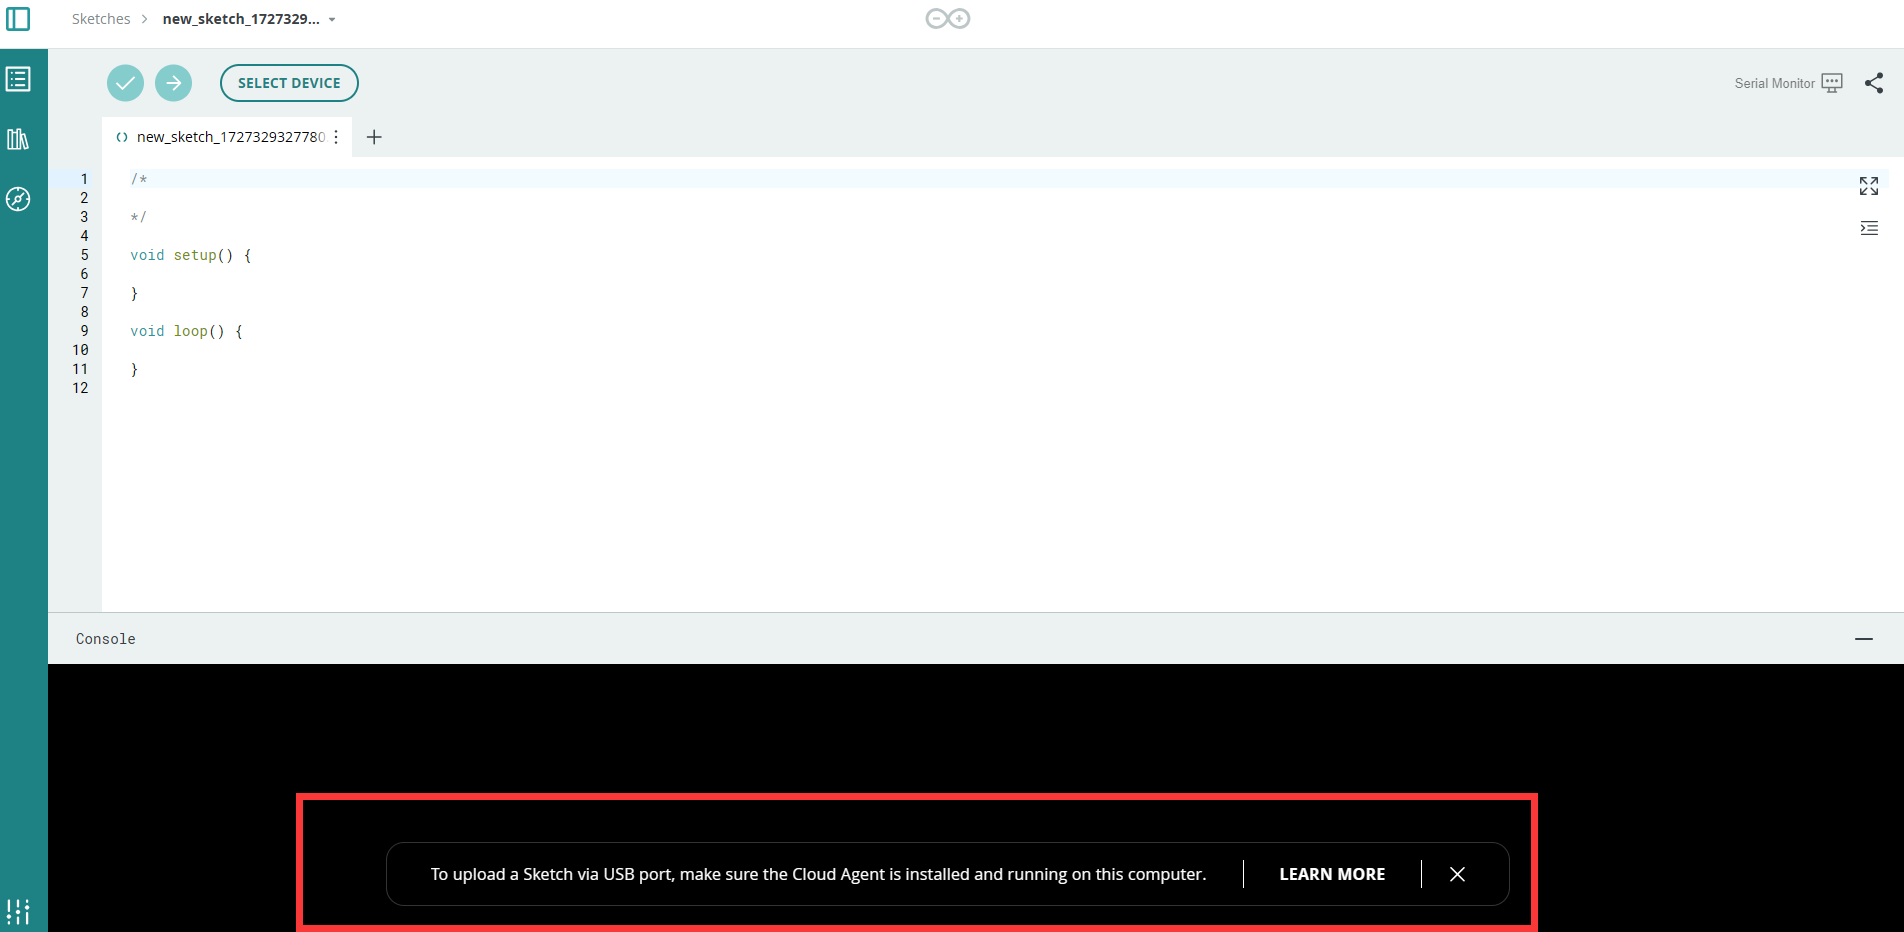 Sketches > new_sketch_1727329...
SELECT DEVICE
Serial Monitor
new_sketch_1727329327780
1 /*
2
3 */
4
5 void setup() {
6
7 }
8
9 void loop() {
10
11 }
12
Console
To upload a Sketch via USB port, make sure the Cloud Agent is installed and running on this computer. LEARN MORE